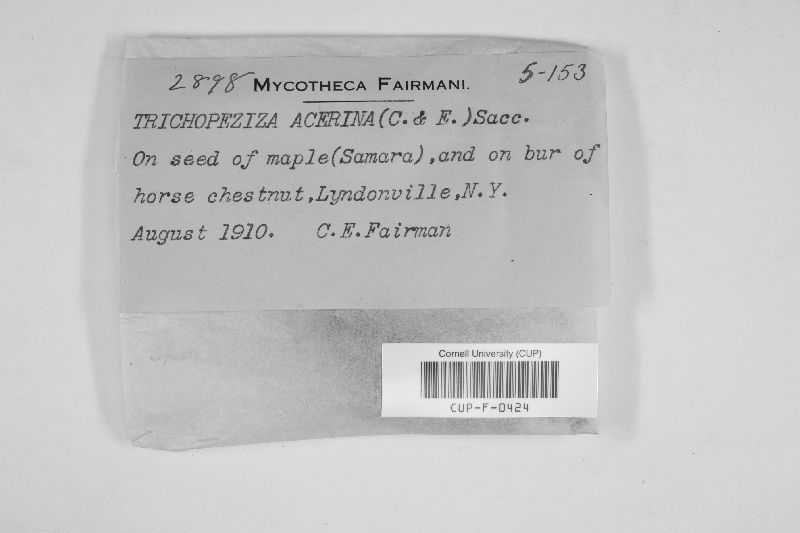 2898 MYCOTHECA FAIRMANI. 5-153
TRICHOPEZIZA ACERINA(C.& E.)Sacc.
On seed of maple(Samara),and on bur of
horse chestnut,Lyndonville,N.Y.
August 1910. C.E.Fairman
Cornell University (CUP)
CUP-F-0424